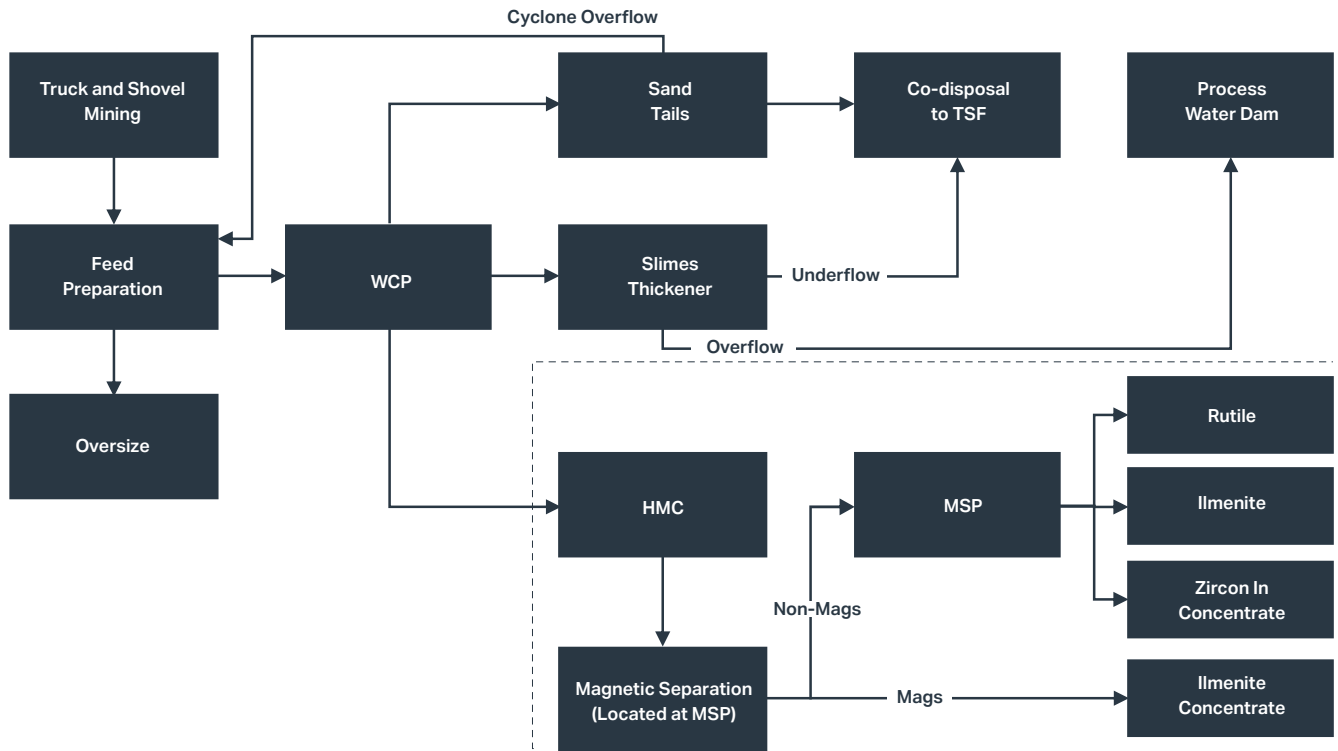 Cyclone Overflow
Truck and Shovel
Mining
Sand
Tails
Co-disposal
to TSF
Process
Water Dam
Feed
Preparation
WCP
Slimes
Thickener
Underflow
Overflow
Oversize
Rutile
HMC
MSP
Ilmenite
Zircon In
Concentrate
Non-Mags
Magnetic Separation
(Located at MSP)
Mags
Ilmenite
Concentrate